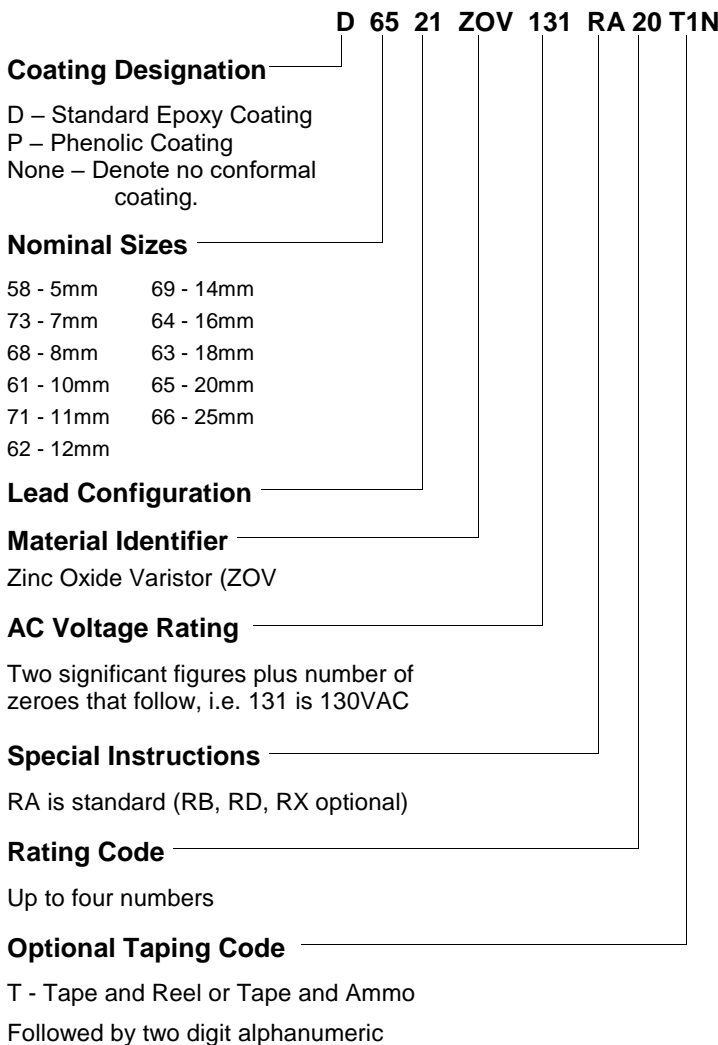 D 65 21 ZOV 131 RA 20 T1N
Coating Designation
D – Standard Epoxy Coating
P – Phenolic Coating
None – Denote no conformal
coating.
Nominal Sizes
58 - 5mm 69 - 14mm
73 - 7mm 64 - 16mm
68 - 8mm 63 - 18mm
61 - 10mm 65 - 20mm
71 - 11mm 66 - 25mm
62 - 12mm
Lead Configuration
Material Identifier
Zinc Oxide Varistor (ZOV
AC Voltage Rating
Two significant figures plus number of
zeroes that follow, i.e. 131 is 130VAC
Special Instructions
RA is standard (RB, RD, RX optional)
Rating Code
Up to four numbers
Optional Taping Code
T - Tape and Reel or Tape and Ammo
Followed by two digit alphanumeric